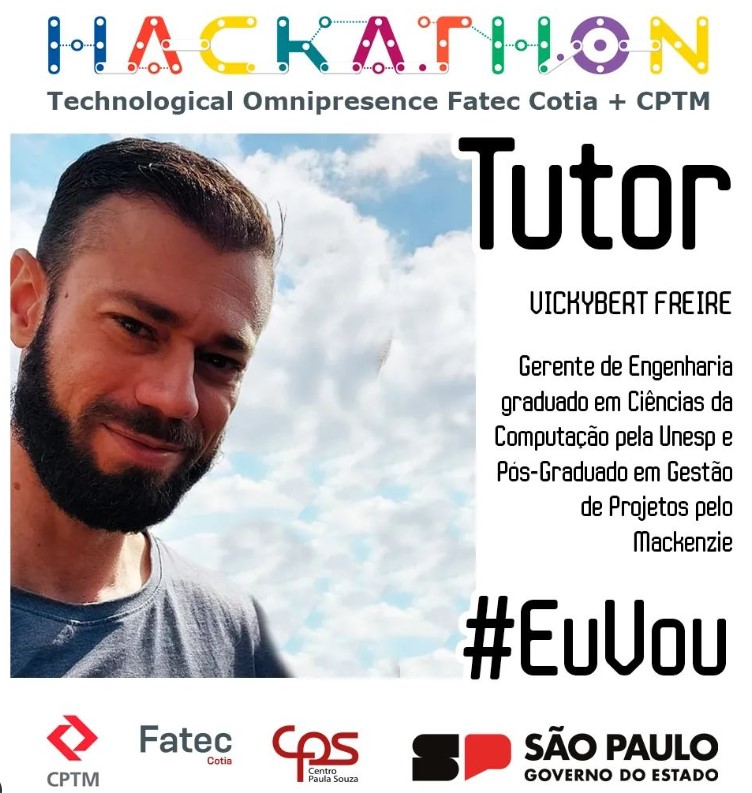 HACKATHON
Technological Omnipresence Fatec Cotia + CPTM
Tutor
VICKYBERT FREIRE
Gerente de Engenharia
graduado em Ciências da
Computação pela Unesp e
Pós-Graduado em Gestão
de Projetos pelo
Mackenzie
#EuVou
CPTM
Fatec
Cotia
CPS
Centro
Paula Souza
SP
SÃO PAULO
GOVERNO DO ESTADO